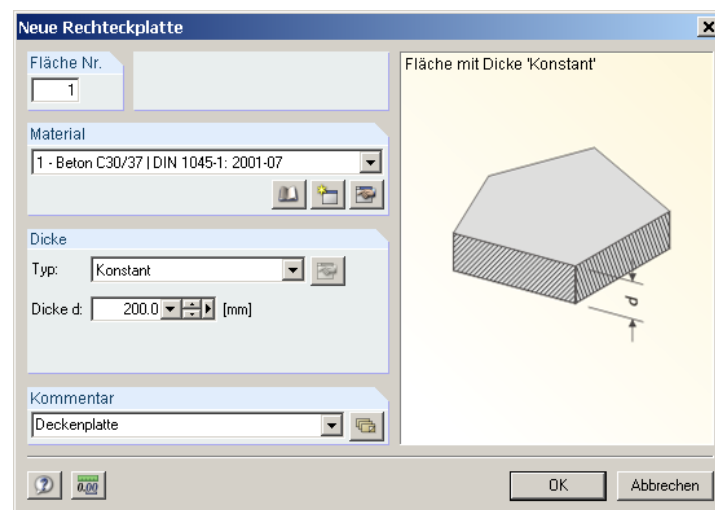 Neue Rechteckplatte
Fläche Nr.
1
Material
1 - Beton C30/37 | DIN 1045-1: 2001-07
Dicke
Typ: Konstant
Dicke d: 200.0 [mm]
Kommentar
Deckenplatte
Fläche mit Dicke 'Konstant'
d
0.00
OK Abbrechen